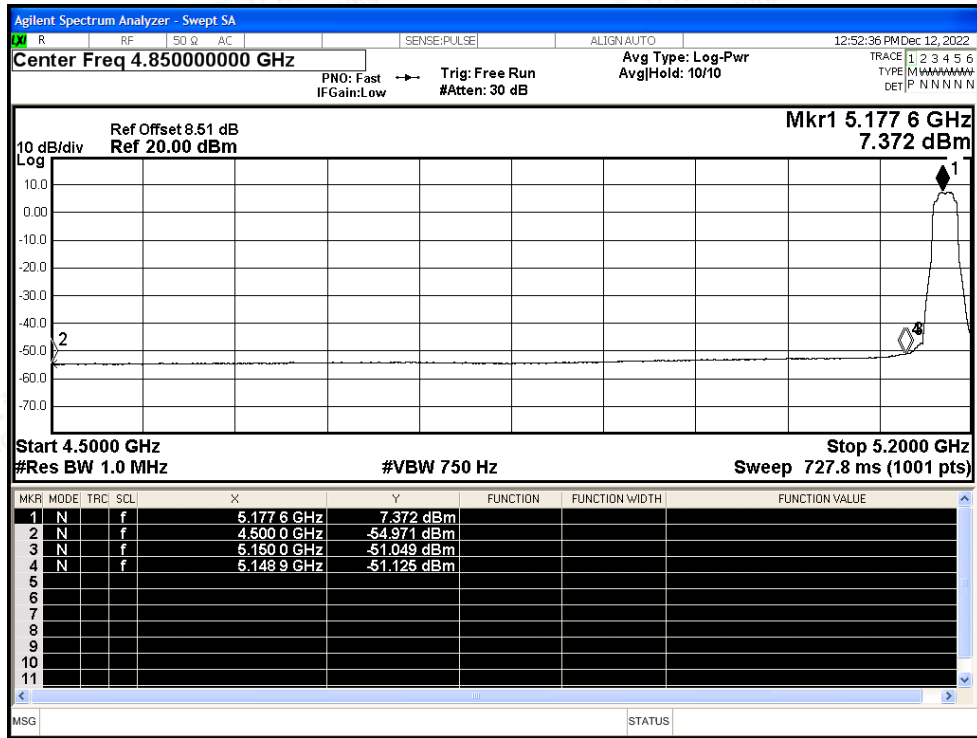 Agilent Spectrum Analyzer - Swept SA
LXI R RF 50 Ω AC SENSE:PULSE ALIGN AUTO 12:52:36 PM Dec 12, 2022
Center Freq 4.850000000 GHz
PNO: Fast
IFGain:Low
Trig: Free Run
#Atten: 30 dB
Avg Type: Log-Pwr
Avg|Hold: 10/10
TRACE 1 2 3 4 5 6
TYPE M
DET P N N N N N
Mkr1 5.177 6 GHz
7.372 dBm
Ref Offset 8.51 dB
10 dB/div Ref 20.00 dBm
Log
1
10.0
0.00
-10.0
-20.0
-30.0
-40.0
2
-50.0
-60.0
-70.0
Start 4.5000 GHz Stop 5.2000 GHz
#Res BW 1.0 MHz #VBW 750 Hz Sweep 727.8 ms (1001 pts)
MKR MODE TRC SCL X Y FUNCTION FUNCTION WIDTH FUNCTION VALUE
1 N f 5.177 6 GHz 7.372 dBm
2 N f 4.500 0 GHz -54.971 dBm
3 N f 5.150 0 GHz -51.049 dBm
4 N f 5.148 9 GHz -51.125 dBm
5
6
7
8
9
10
11
MSG STATUS